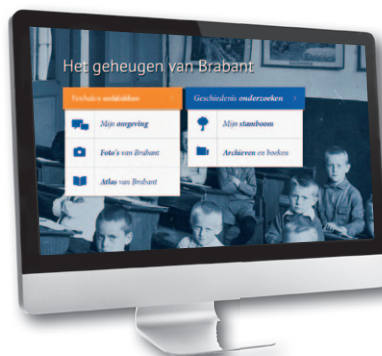 Het geheugen van Brabant
Verhalen ontdekken
Geschiedenis onderzoeken
Mijn omgeving
Mijn stamboom
Foto's van Brabant
Archieven en boeken
Atlas van Brabant